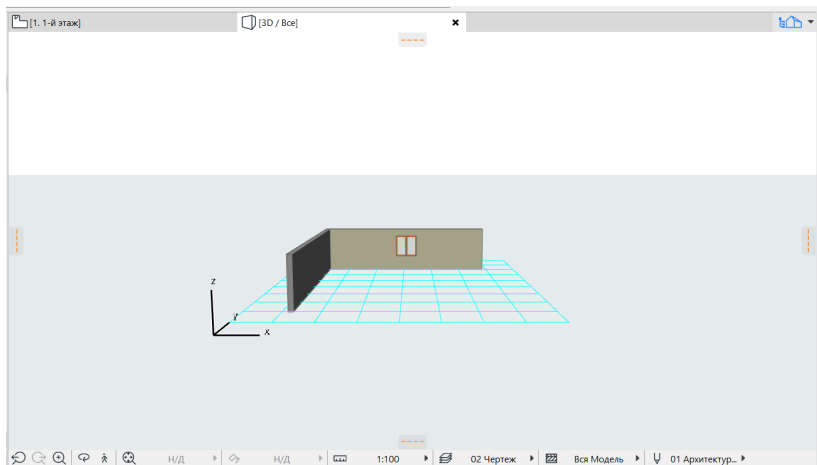 [1. 1-й этаж]
[3D / Все]
z
y
x
Н/Д
Н/Д
1:100
02 Чертеж
Вся Модель
01 Архитектур...